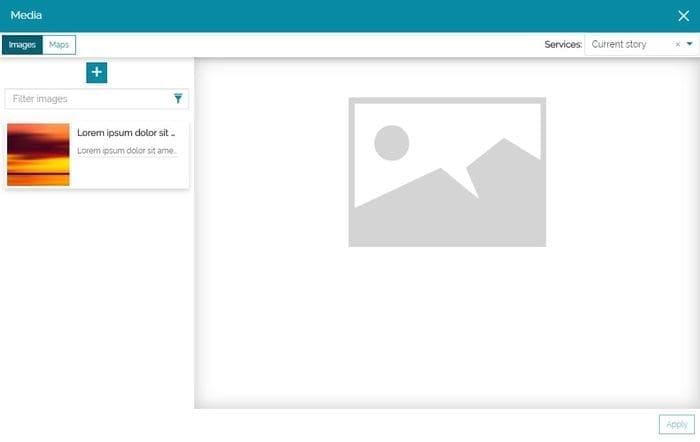 Media
Images Maps Services: Current story
Filter images
Lorem ipsum dolor sit ...
Lorem ipsum dolor sit ame...
Apply